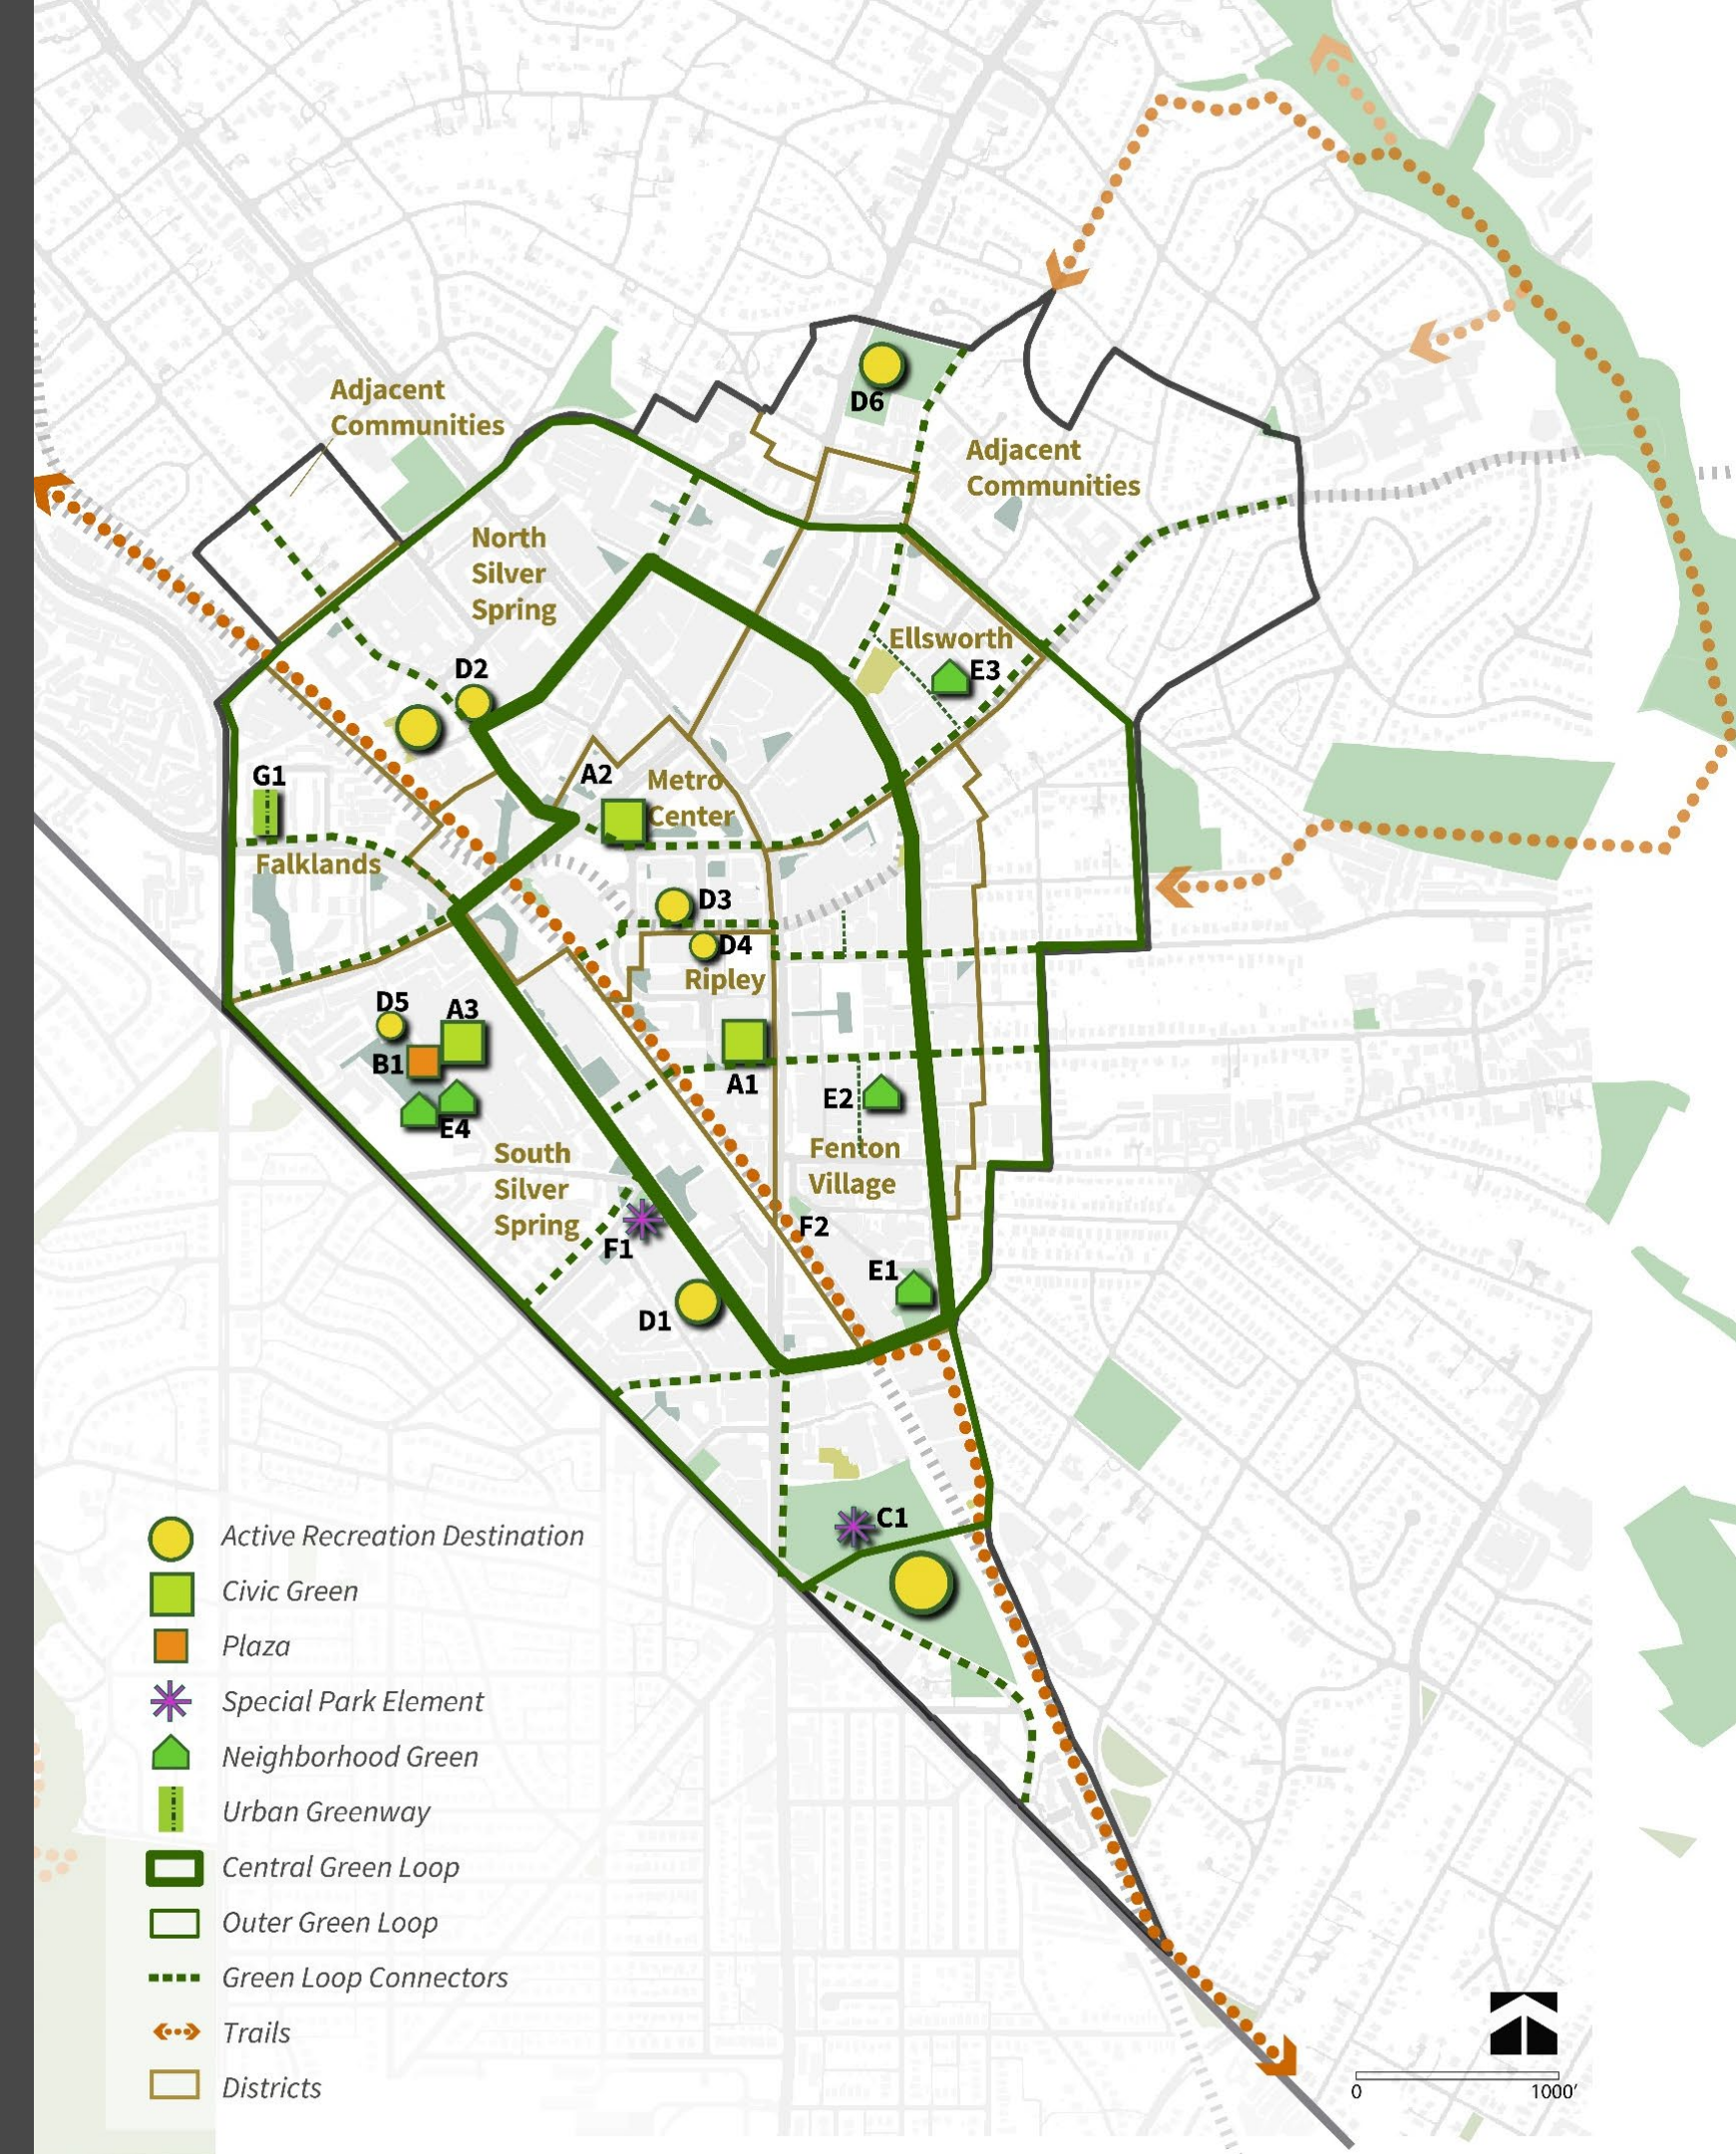 Adjacent
Communities
D6
Adjacent
Communities
North
Silver
Spring
Ellsworth
E3
D2
G1
A2
Metro
Center
Falklands
D3
D4
Ripley
D5
A3
B1
A1
E4
E2
South
Silver
Spring
Fenton
Village
F2
F1
E1
D1
C1
Active Recreation Destination
Civic Green
Plaza
Special Park Element
Neighborhood Green
Urban Greenway
Central Green Loop
Outer Green Loop
Green Loop Connectors
Trails
Districts
0 1000'